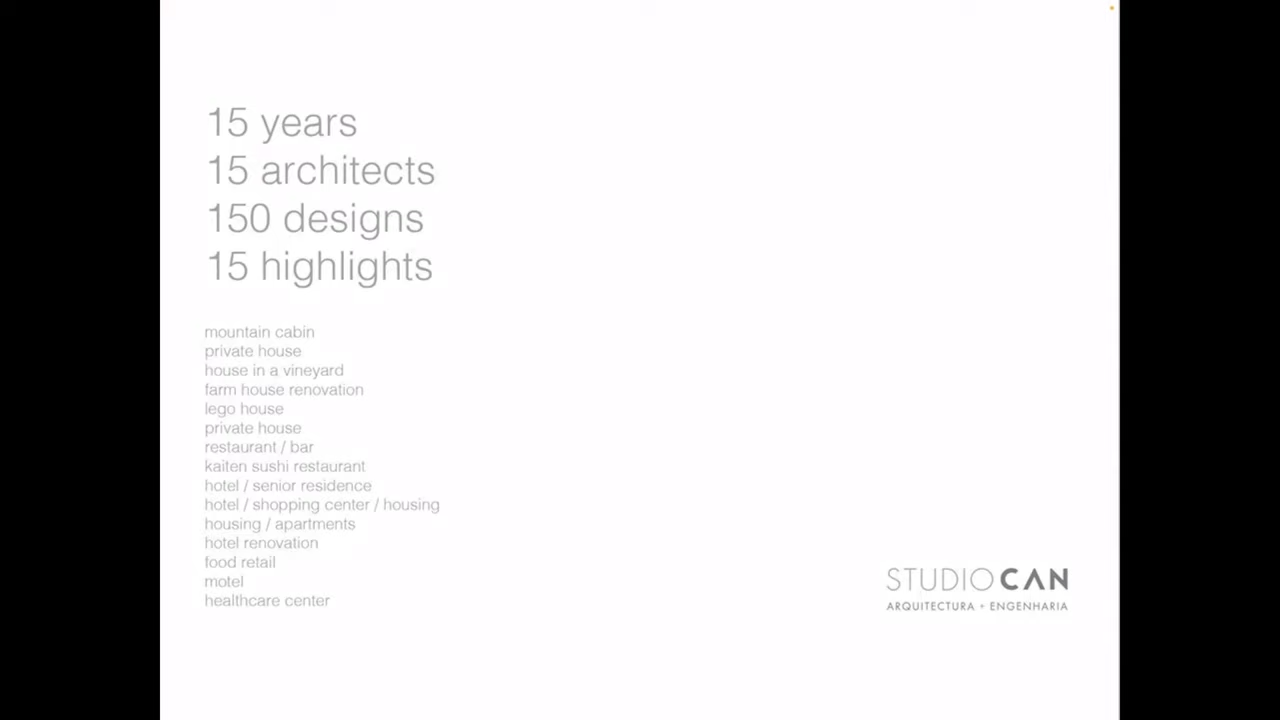 15 years
15 architects
150 designs
15 highlights
mountain cabin
private house
house in a vineyard
farm house renovation
lego house
private house
restaurant / bar
kaiten sushi restaurant
hotel / senior residence
hotel / shopping center / housing
housing / apartments
hotel renovation
food retail
motel
healthcare center
STUDIO CAN
ARQUITECTURA + ENGENHARIA